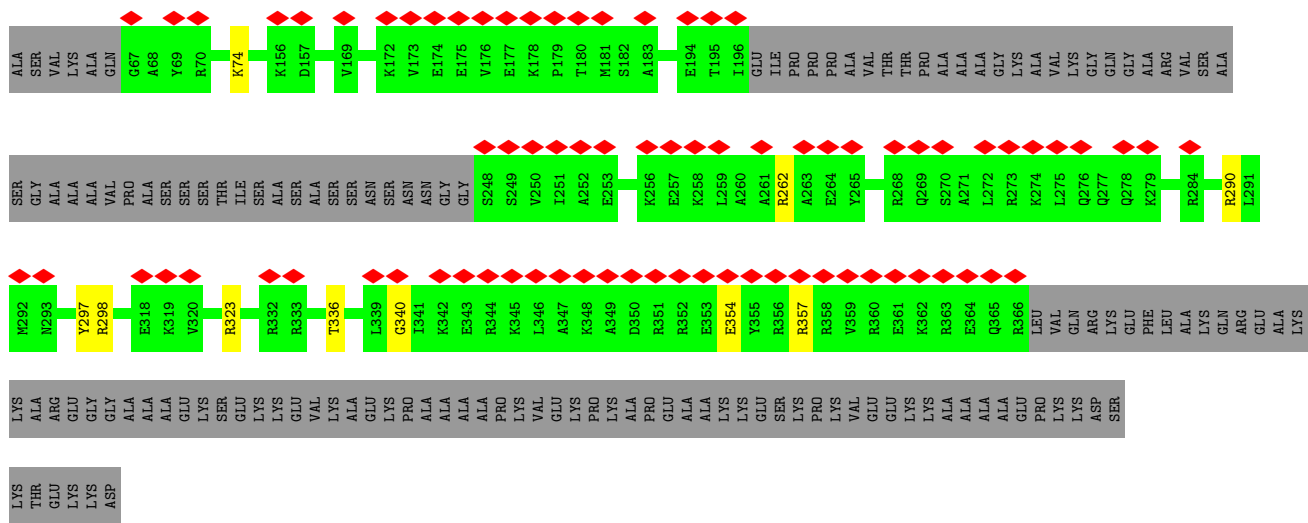 ALA SER VAL LYS ALA GLN G67 A68 Y69 R70 K74 K156 D157 V169 K172 V173 E174 E175 V176 E177 K178 P179 T180 M181 S182 A183 E194 T195 I196 GLU ILE PRO PRO PRO ALA VAL THR THR PRO ALA ALA ALA GLY LYS ALA VAL LYS GLY GLN GLY ALA ARG VAL SER ALA
SER GLY ALA ALA ALA VAL PRO ALA SER SER SER THR ILE SER ALA SER ALA SER SER ASN SER ASN ASN GLY GLY S248 S249 V250 I251 A252 E253 K256 E257 K258 L259 A260 A261 R262 A263 E264 Y265 R268 Q269 S270 A271 L272 R273 K274 L275 Q276 Q277 Q278 K279 R284 R290 L291
M292 N293 Y297 R298 E318 K319 V320 R323 R332 R333 T336 L339 G340 I341 K342 E343 R344 K345 L346 A347 K348 A349 D350 R351 R352 E353 E354 Y355 R356 R357 R358 V359 R360 E361 K362 R363 E364 Q365 R366 LEU VAL GLN ARG LYS GLU PHE LEU ALA LYS GLN ARG GLU ALA LYS
LYS ALA ARG GLU GLY GLY ALA ALA ALA GLU LYS SER GLU LYS LYS GLU VAL LYS ALA GLU LYS PRO ALA ALA ALA ALA PRO LYS VAL GLU LYS PRO LYS ALA PRO GLU ALA ALA LYS LYS GLU SER LYS PRO LYS VAL GLU GLU LYS LYS ALA ALA ALA ALA GLU PRO LYS LYS ASP SER
LYS THR GLU LYS LYS ASP